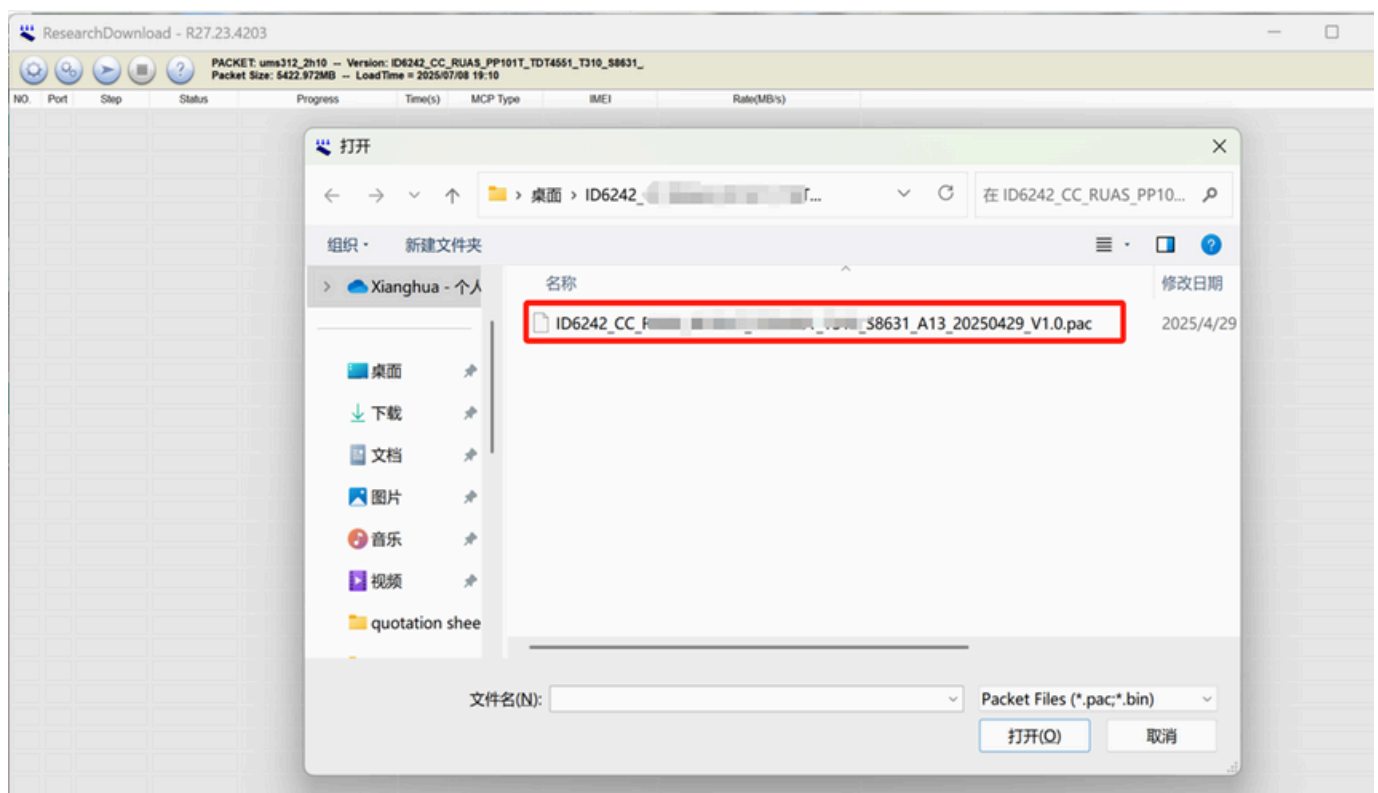 ResearchDownload - R27.23.4203
PACKET: ums312_2h10 -- Version: ID6242_CC_RUAS_PP101T_TDT4551_T310_S8631_
Packet Size: 5422.972MB -- LoadTime = 2025/07/08 19:10
NO. Port Step Status Progress Time(s) MCP Type IMEI Rate(MB/s)
打开
桌面 › ID6242_ ...
在 ID6242_CC_RUAS_PP10...
组织 新建文件夹
Xianghua - 个人
名称 修改日期
ID6242_CC_ S8631_A13_20250429_V1.0.pac 2025/4/29
桌面
下载
文档
图片
音乐
视频
quotation shee
文件名(N): Packet Files (*.pac;*.bin)
打开(O) 取消